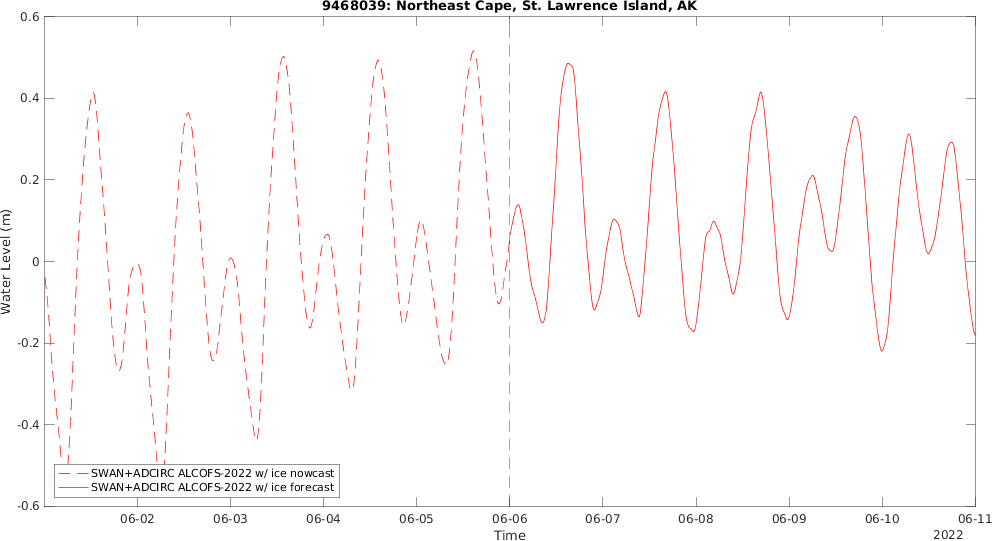 9468039: Northeast Cape, St. Lawrence Island, AK
0.6
0.4
0.2
0
-0.2
-0.4
-0.6
Water Level (m)
SWAN+ADCIRC ALCOFS-2022 w/ ice nowcast
SWAN+ADCIRC ALCOFS-2022 w/ ice forecast
06-02 06-03 06-04 06-05 06-06 06-07 06-08 06-09 06-10 06-11
Time
2022